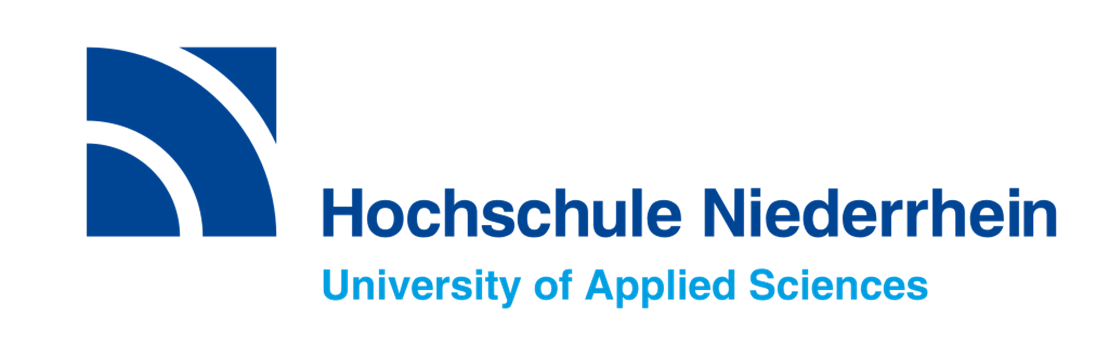 Hochschule Niederrhein
University of Applied Sciences